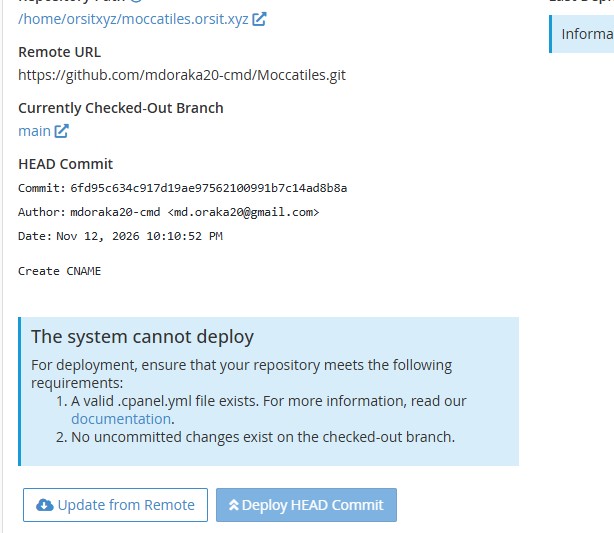 /home/orsitxyz/moccatiles.orsit.xyz
Remote URL
https://github.com/mdoraka20-cmd/Moccatiles.git
Currently Checked-Out Branch
main
HEAD Commit
Commit: 6fd95c634c917d19ae97562100991b7c14ad8b8a
Author: mdoraka20-cmd <md.oraka20@gmail.com>
Date: Nov 12, 2026 10:10:52 PM
Create CNAME
The system cannot deploy
For deployment, ensure that your repository meets the following
requirements:
1. A valid .cpanel.yml file exists. For more information, read our
documentation.
2. No uncommitted changes exist on the checked-out branch.
Update from Remote
Deploy HEAD Commit
Informa